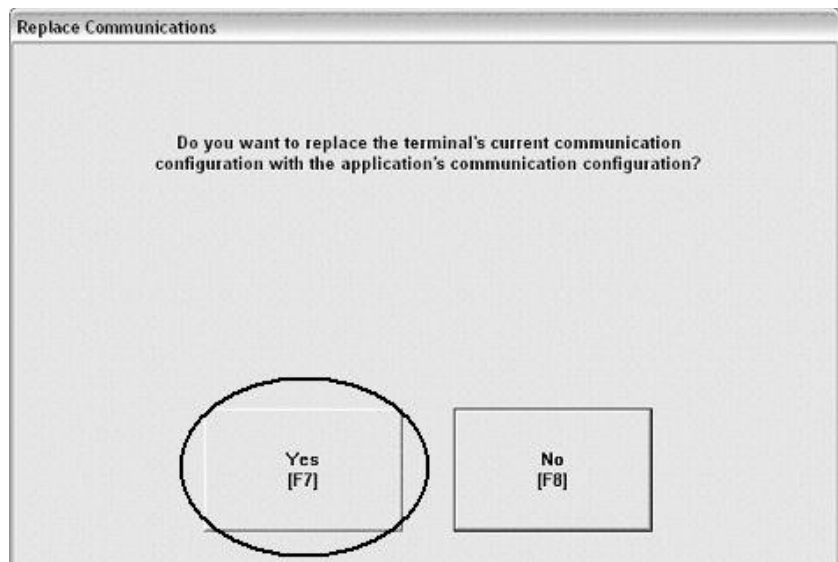 Replace Communications
Do you want to replace the terminal's current communication
configuration with the application's communication configuration?
Yes
[F7]
No
[F8]